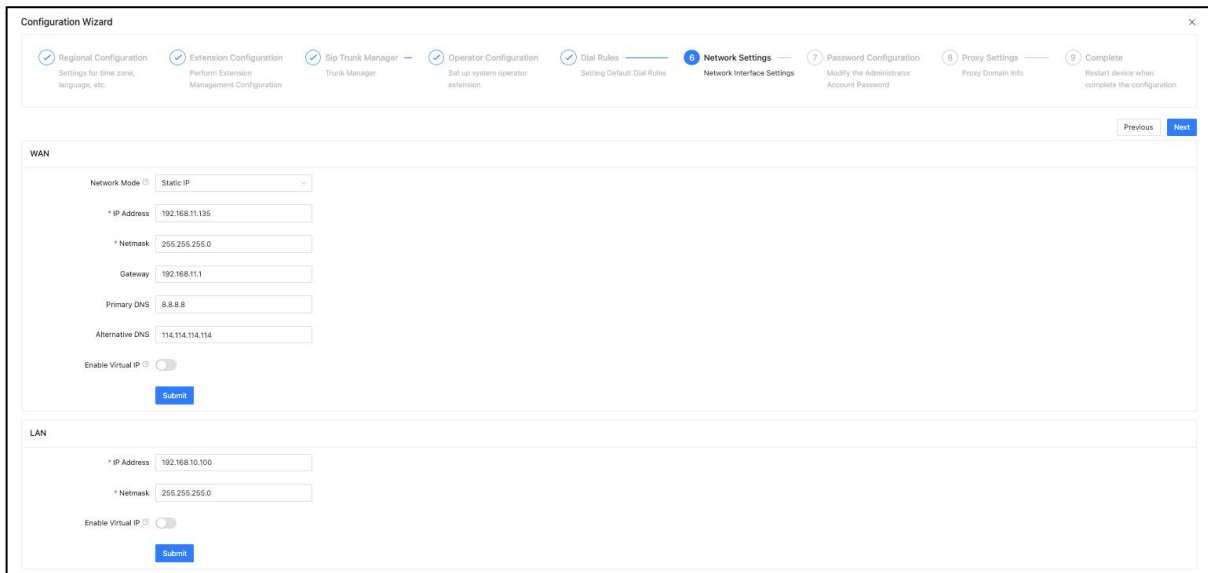 Configuration Wizard
Regional Configuration
Settings for time zone,
language, etc.
Extension Configuration
Perform Extension
Management Configuration
Sip Trunk Manager
Trunk Manager
Operator Configuration
Set up system operator
extension
Dial Rules
Setting Default Dial Rules
6 Network Settings
Network Interface Settings
7 Password Configuration
Modify the Administrator
Account Password
8 Proxy Settings
Proxy Domain Info
9 Complete
Restart device when
complete the configuration
Previous Next
WAN
Network Mode Static IP
* IP Address 192.168.11.135
* Netmask 255.255.255.0
Gateway 192.168.11.1
Primary DNS 8.8.8.8
Alternative DNS 114.114.114.114
Enable Virtual IP
Submit
LAN
* IP Address 192.168.10.100
* Netmask 255.255.255.0
Enable Virtual IP
Submit